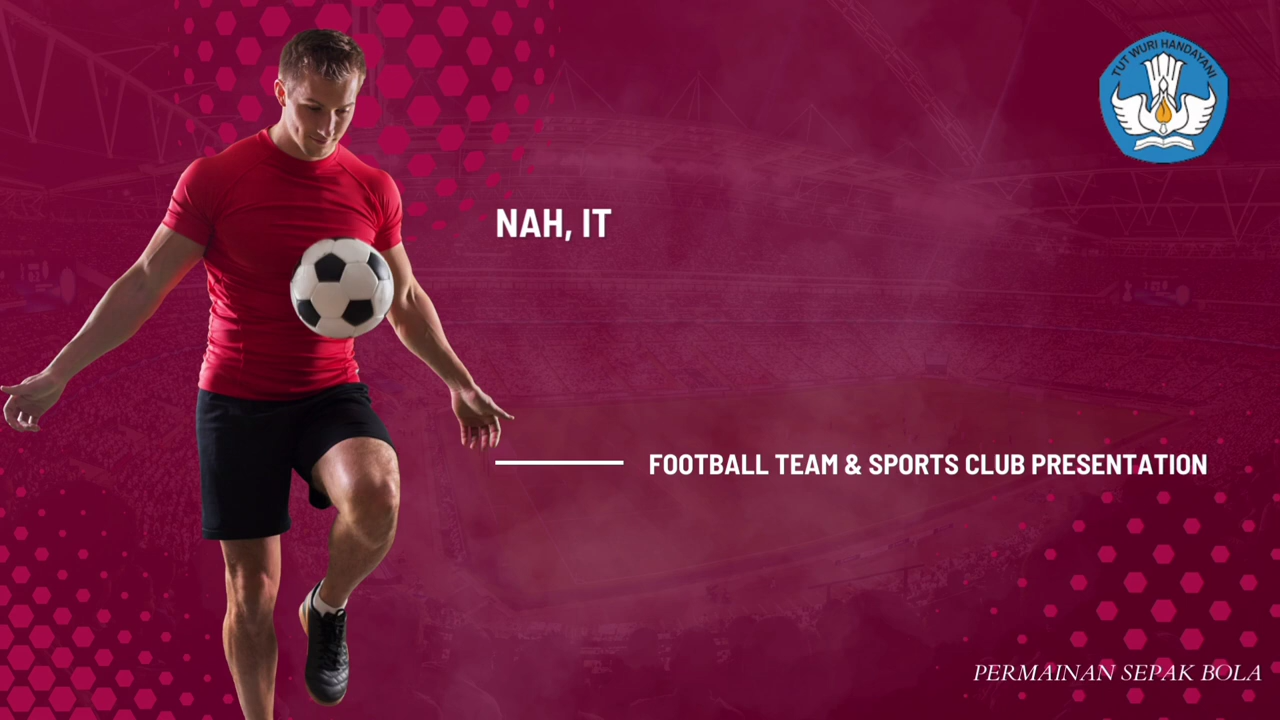 TUT WURI HANDAYANI
NAH, IT
FOOTBALL TEAM & SPORTS CLUB PRESENTATION
PERMAINAN SEPAK BOLA